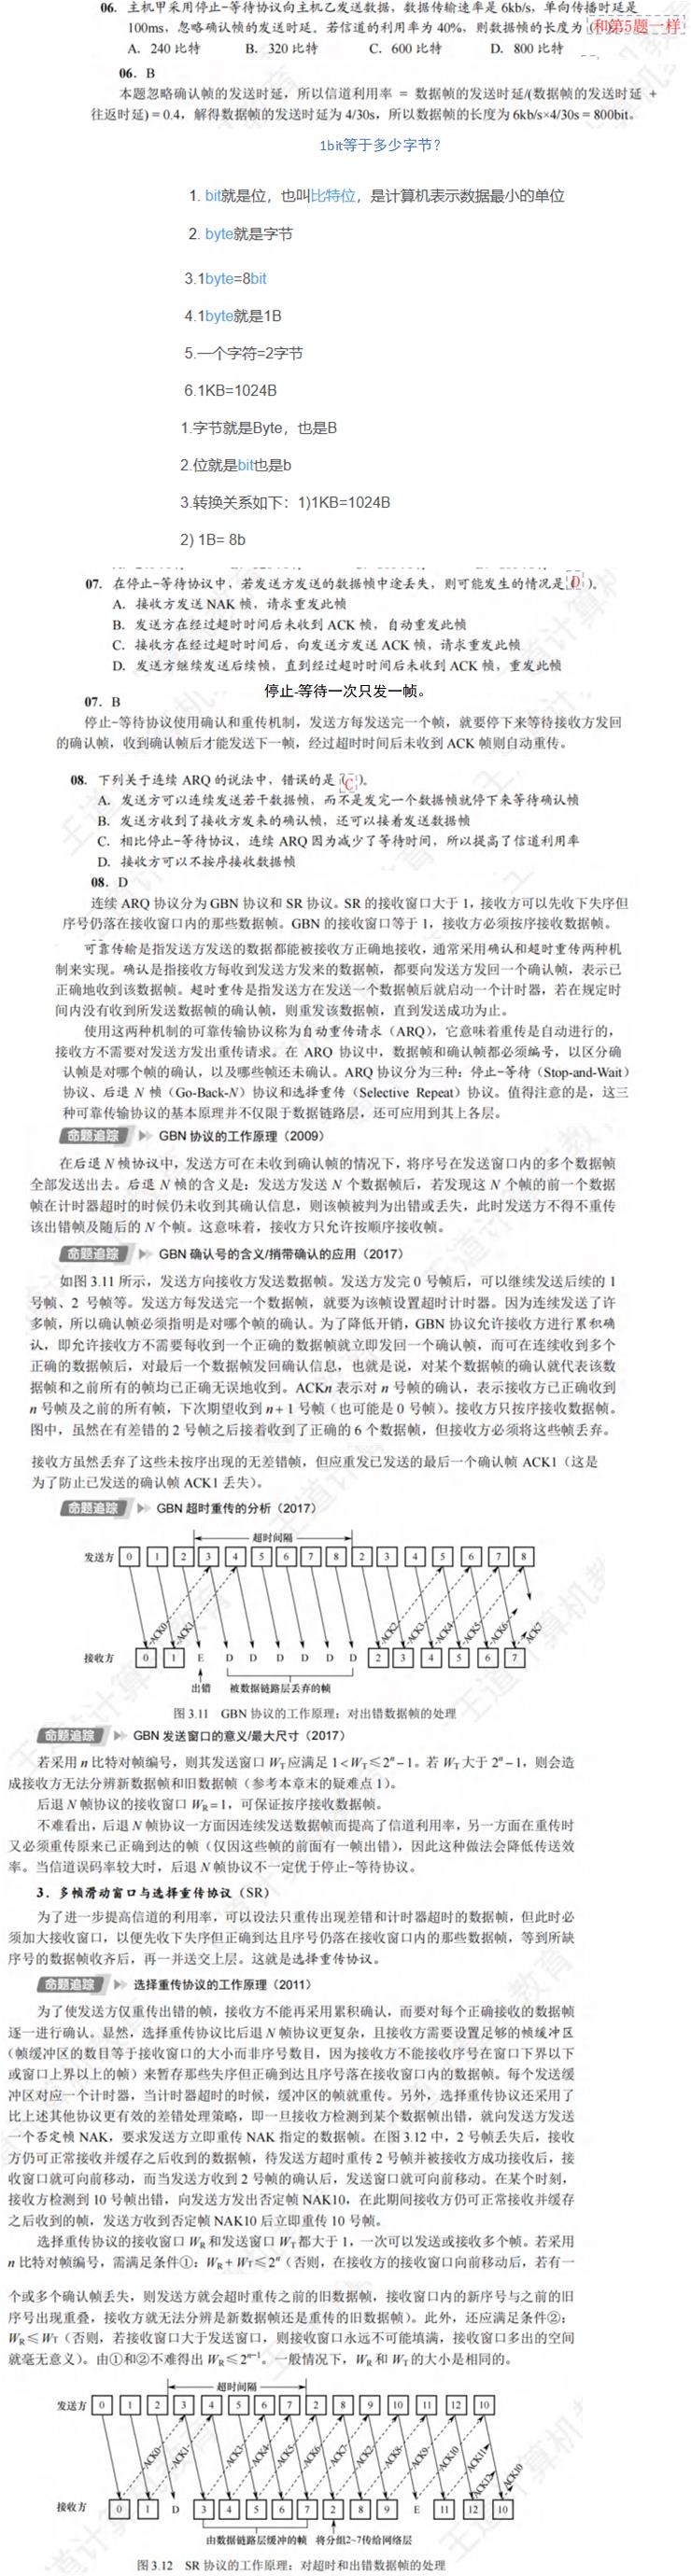 06. 主机甲采用停止-等待协议向主机乙发送数据，数据传输速率是 6kb/s，单向传播时延是
100ms，忽略确认帧的发送时延。若信道的利用率为 40%，则数据帧的长度为 (和第5题一样
A. 240 比特 B. 320 比特 C. 600 比特 D. 800 比特
06. B
本题忽略确认帧的发送时延，所以信道利用率 = 数据帧的发送时延/(数据帧的发送时延 +
往返时延) = 0.4，解得数据帧的发送时延为 4/30s，所以数据帧的长度为 6kb/s×4/30s = 800bit。
1bit等于多少字节？
1. bit就是位，也叫比特位，是计算机表示数据最小的单位
2. byte就是字节
3.1byte=8bit
4.1byte就是1B
5.一个字符=2字节
6.1KB=1024B
1.字节就是Byte，也是B
2.位就是bit也是b
3.转换关系如下：1)1KB=1024B
2) 1B= 8b
07. 在停止-等待协议中，若发送方发送的数据帧中途丢失，则可能发生的情况是(D)。
A. 接收方发送 NAK 帧，请求重发此帧
B. 发送方在经过超时时间后未收到 ACK 帧，自动重发此帧
C. 接收方在经过超时时间后，向发送方发送 ACK 帧，请求重发此帧
D. 发送方继续发送后续帧，直到经过超时时间后未收到 ACK 帧，重发此帧
停止-等待一次只发一帧。
07. B
停止-等待协议使用确认和重传机制，发送方每发送完一个帧，就要停下来等待接收方发回
的确认帧，收到确认帧后才能发送下一帧，经过超时时间后未收到 ACK 帧则自动重传。
08. 下列关于连续 ARQ 的说法中，错误的是(C)。
A. 发送方可以连续发送若干数据帧，而不是发完一个数据帧就停下来等待确认帧
B. 发送方收到了接收方发来的确认帧，还可以接着发送数据帧
C. 相比停止-等待协议，连续 ARQ 因为减少了等待时间，所以提高了信道利用率
D. 接收方可以不按序接收数据帧
08. D
连续 ARQ 协议分为 GBN 协议和 SR 协议。SR 的接收窗口大于 1，接收方可以先收下失序但
序号仍落在接收窗口内的那些数据帧。GBN 的接收窗口等于 1，接收方必须按序接收数据帧。
可靠传输是指发送方发送的数据都能被接收方正确地接收，通常采用确认和超时重传两种机
制来实现。确认是指接收方每收到发送方发来的数据帧，都要向发送方发回一个确认帧，表示已
正确地收到该数据帧。超时重传是指发送方在发送一个数据帧后就启动一个计时器，若在规定时
间内没有收到所发送数据帧的确认帧，则重发该数据帧，直到发送成功为止。
使用这两种机制的可靠传输协议称为自动重传请求（ARQ），它意味着重传是自动进行的，
接收方不需要对发送方发出重传请求。在 ARQ 协议中，数据帧和确认帧都必须编号，以区分确
认帧是对哪个帧的确认，以及哪些帧还未确认。ARQ 协议分为三种：停止-等待（Stop-and-Wait）
协议、后退 N 帧（Go-Back-N）协议和选择重传（Selective Repeat）协议。值得注意的是，这三
种可靠传输协议的基本原理并不仅限于数据链路层，还可应用到其上各层。
命题追踪 GBN 协议的工作原理（2009）
在后退 N 帧协议中，发送方可在未收到确认帧的情况下，将序号在发送窗口内的多个数据帧
全部发送出去。后退 N 帧的含义是：发送方发送 N 个数据帧后，若发现这 N 个帧的前一个数据
帧在计时器超时的时候仍未收到其确认信息，则该帧被判为出错或丢失，此时发送方不得不重传
该出错帧及随后的 N 个帧。这意味着，接收方只允许按顺序接收帧。
命题追踪 GBN 确认号的含义/捎带确认的应用（2017）
如图 3.11 所示，发送方向接收方发送数据帧。发送方发完 0 号帧后，可以继续发送后续的 1
号帧、2 号帧等。发送方每发送完一个数据帧，就要为该帧设置超时计时器。因为连续发送了许
多帧，所以确认帧必须指明是对哪个帧的确认。为了降低开销，GBN 协议允许接收方进行累积确
认，即允许接收方不需要每收到一个正确的数据帧就立即发回一个确认帧，而可在连续收到多个
正确的数据帧后，对最后一个数据帧发回确认信息，也就是说，对某个数据帧的确认就代表该数
据帧和之前所有的帧均已正确无误地收到。ACKn 表示对 n 号帧的确认，表示接收方已正确收到
n 号帧及之前的所有帧，下次期望收到 n + 1 号帧（也可能是 0 号帧）。接收方只按序接收数据帧。
图中，虽然在有差错的 2 号帧之后接着收到了正确的 6 个数据帧，但接收方必须将这些帧丢弃。
接收方虽然丢弃了这些未按序出现的无差错帧，但应重发已发送的最后一个确认帧 ACK1（这是
为了防止已发送的确认帧 ACK1 丢失）。
命题追踪 GBN 超时重传的分析（2017）
超时间隔
发送方 0 1 2 3 4 5 6 7 8 2 3 4 5 6 7 8
ACK0 ACK1 ACK2 ACK3 ACK4 ACK5 ACK6 ACK7
接收方 0 1 E D D D D D D 2 3 4 5 6 7
出错 被数据链路层丢弃的帧
图 3.11 GBN 协议的工作原理：对出错数据帧的处理
命题追踪 GBN 发送窗口的意义/最大尺寸（2017）
若采用 n 比特对帧编号，则其发送窗口 WT 应满足 1 < WT ≤ 2ⁿ − 1。若 WT 大于 2ⁿ − 1，则会造
成接收方无法分辨新数据帧和旧数据帧（参考本章末的疑难点 1）。
后退 N 帧协议的接收窗口 WR = 1，可保证按序接收数据帧。
不难看出，后退 N 帧协议一方面因连续发送数据帧而提高了信道利用率，另一方面在重传时
又必须重传原来已正确到达的帧（仅因这些帧的前面有一帧出错），因此这种做法会降低传送效
率。当信道误码率较大时，后退 N 帧协议不一定优于停止-等待协议。
3．多帧滑动窗口与选择重传协议（SR）
为了进一步提高信道的利用率，可以设法只重传出现差错和计时器超时的数据帧，但此时必
须加大接收窗口，以便先收下失序但正确到达且序号仍落在接收窗口内的那些数据帧，等到所缺
序号的数据帧收齐后，再一并送交上层。这就是选择重传协议。
命题追踪 选择重传协议的工作原理（2011）
为了使发送方仅重传出错的帧，接收方不能再采用累积确认，而要对每个正确接收的数据帧
逐一进行确认。显然，选择重传协议比后退 N 帧协议更复杂，且接收方需要设置足够的帧缓冲区
（帧缓冲区的数目等于接收窗口的大小而非序号数目，因为接收方不能接收序号在窗口下界以下
或窗口上界以上的帧）来暂存那些失序但正确到达且序号落在接收窗口内的数据帧。每个发送缓
冲区对应一个计时器，当计时器超时的时候，缓冲区的帧就重传。另外，选择重传协议还采用了
比上述其他协议更有效的差错处理策略，即一旦接收方检测到某个数据帧出错，就向发送方发送
一个否定帧 NAK，要求发送方立即重传 NAK 指定的数据帧。在图 3.12 中，2 号帧丢失后，接收
方仍可正常接收并缓存之后收到的数据帧，待发送方超时重传 2 号帧并被接收方成功接收后，接
收窗口就可向前移动，而当发送方收到 2 号帧的确认后，发送窗口就可向前移动。在某个时刻，
接收方检测到 10 号帧出错，向发送方发出否定帧 NAK10，在此期间接收方仍可正常接收并缓存
之后收到的帧，发送方收到否定帧 NAK10 后立即重传 10 号帧。
选择重传协议的接收窗口 WR 和发送窗口 WT 都大于 1，一次可以发送或接收多个帧。若采用
n 比特对帧编号，需满足条件①：WR + WT ≤ 2ⁿ（否则，在接收方的接收窗口向前移动后，若有一
个或多个确认帧丢失，则发送方就会超时重传之前的旧数据帧，接收窗口内的新序号与之前的旧
序号出现重叠，接收方就无法分辨是新数据帧还是重传的旧数据帧）。此外，还应满足条件②：
WR ≤ WT（否则，若接收窗口大于发送窗口，则接收窗口永远不可能填满，接收窗口多出的空间
就毫无意义）。由①和②不难得出 WR ≤ 2ⁿ⁻¹。一般情况下，WR 和 WT 的大小是相同的。
超时间隔
发送方 0 1 2 3 4 5 6 7 2 8 9 10 11 12 10
ACK0 ACK1 ACK3 ACK4 ACK5 ACK6 ACK7 ACK2 ACK8 ACK9 ACK10 ACK11 ACK12 ACK10
接收方 0 1 D 3 4 5 6 7 2 8 9 E 11 12 10
由数据链路层缓冲的帧 将分组2~7传给网络层
图 3.12 SR 协议的工作原理：对超时和出错数据帧的处理